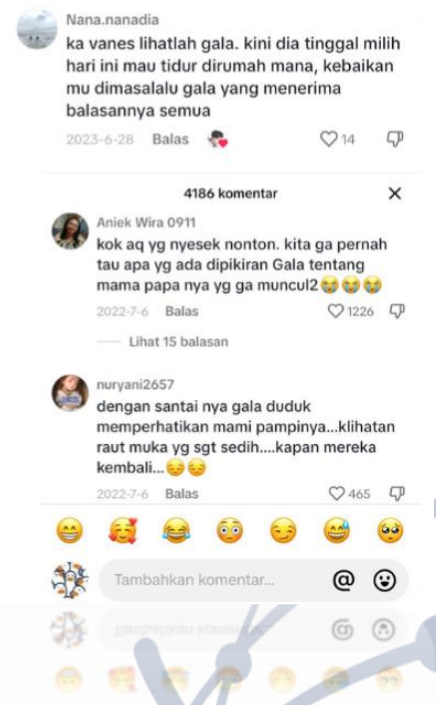 Nana.nanadia
ka vanes lihatlah gala. kini dia tinggal milih
hari ini mau tidur dirumah mana, kebaikan
mu dimasalalu gala yang menerima
balasannya semua
2023-6-28 Balas 14
4186 komentar
Aniek Wira 0911
kok aq yg nyesek nonton. kita ga pernah
tau apa yg ada dipikiran Gala tentang
mama papa nya yg ga muncul2😭😭😭
2022-7-6 Balas 1226
Lihat 15 balasan
nuryani2657
dengan santai nya gala duduk
memperhatikan mami pampinya...klihatan
raut muka yg sgt sedih....kapan mereka
kembali...😔😔
2022-7-6 Balas 465
Tambahkan komentar...